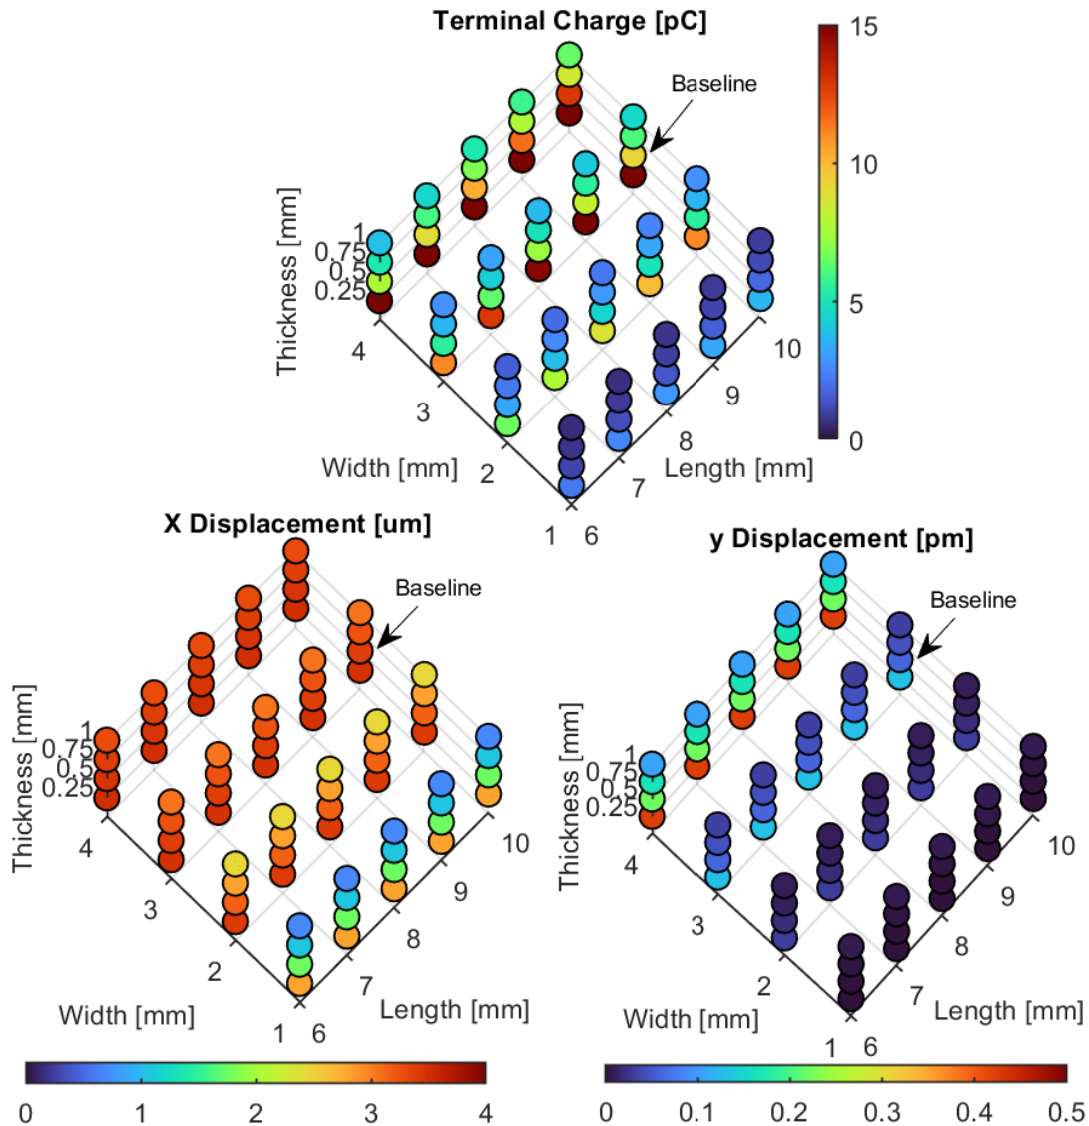 Terminal Charge [pC]
Baseline
15
10
5
0
Thickness [mm]
1
0.75
0.5
0.25
4
3
2
1
Width [mm]
6
7
8
9
10
Length [mm]
X Displacement [um]
Baseline
Thickness [mm]
1
0.75
0.5
0.25
4
3
2
1
Width [mm]
6
7
8
9
10
Length [mm]
0 1 2 3 4
y Displacement [pm]
Baseline
Thickness [mm]
1
0.75
0.5
0.25
4
3
2
1
Width [mm]
6
7
8
9
10
Length [mm]
0 0.1 0.2 0.3 0.4 0.5